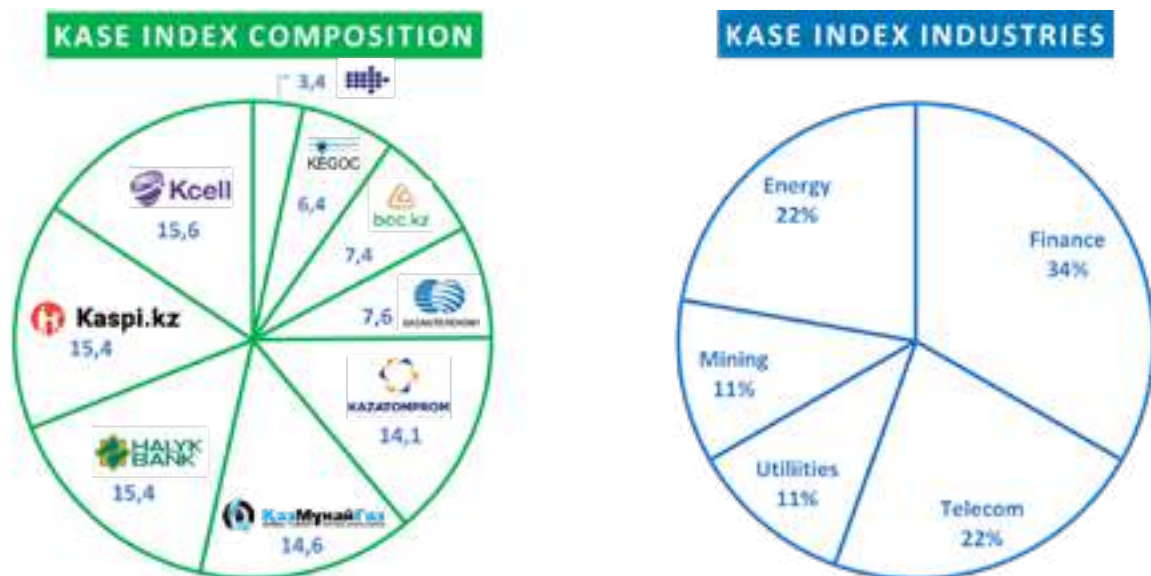 KASE INDEX COMPOSITION
3,4
KEGOC
6,4
bcc.kz
7,4
7,6
KAZATOMPROM
14,1
КазМунайГаз
14,6
HALYK
BANK
15,4
Kaspi.kz
15,4
Kcell
15,6
KASE INDEX INDUSTRIES
Finance
34%
Telecom
22%
Utiliities
11%
Mining
11%
Energy
22%